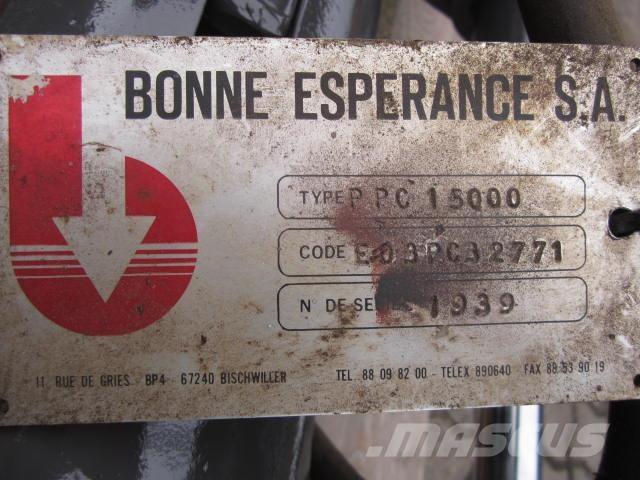 BONNE ESPERANCE S.A.
TYPE PPC 15000
CODE E03PC32771
N DE SERIE 1939
11, RUE DE GRIES BP4 - 67240 BISCHWILLER TEL. 88 09 82 00 - TELEX 890640 - FAX 88 53 90 19
MASCUS